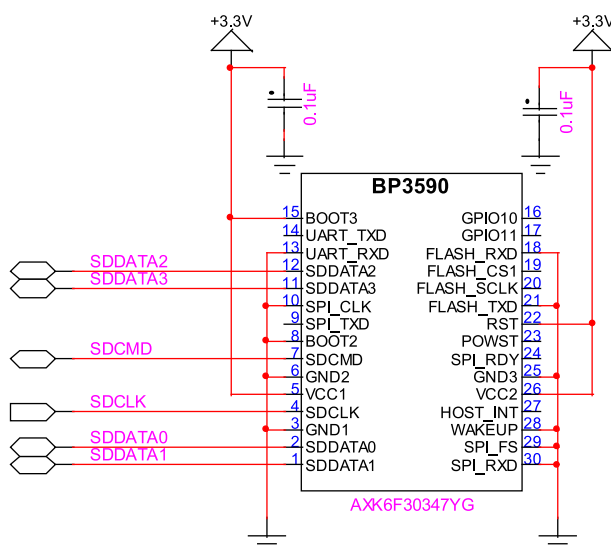 +3.3V +3.3V
0.1uF 0.1uF
BP3590
15 BOOT3 GPIO10 16
14 UART_TXD GPIO11 17
13 UART_RXD FLASH_RXD 18
SDDATA2 12 SDDATA2 FLASH_CS1 19
SDDATA3 11 SDDATA3 FLASH_SCLK 20
10 SPI_CLK FLASH_TXD 21
9 SPI_TXD RST 22
8 BOOT2 POWST 23
SDCMD 7 SDCMD SPI_RDY 24
6 GND2 GND3 25
5 VCC1 VCC2 26
SDCLK 4 SDCLK HOST_INT 27
3 GND1 WAKEUP 28
SDDATA0 2 SDDATA0 SPI_FS 29
SDDATA1 1 SDDATA1 SPI_RXD 30
AXK6F30347YG